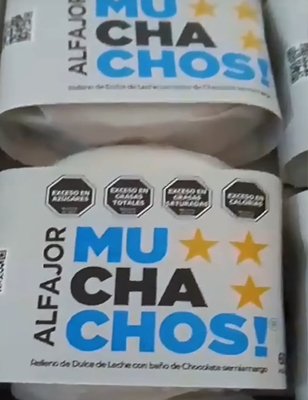 ALFAJOR
MU
CHA
CHOS!
Relleno de Dulce de Leche con baño de Chocolate semiamargo
EXCESO EN AZÚCARES
EXCESO EN GRASAS TOTALES
EXCESO EN GRASAS SATURADAS
EXCESO EN CALORÍAS
ALFAJOR
MU
CHA
CHOS!
Relleno de Dulce de Leche con baño de Chocolate semiamargo